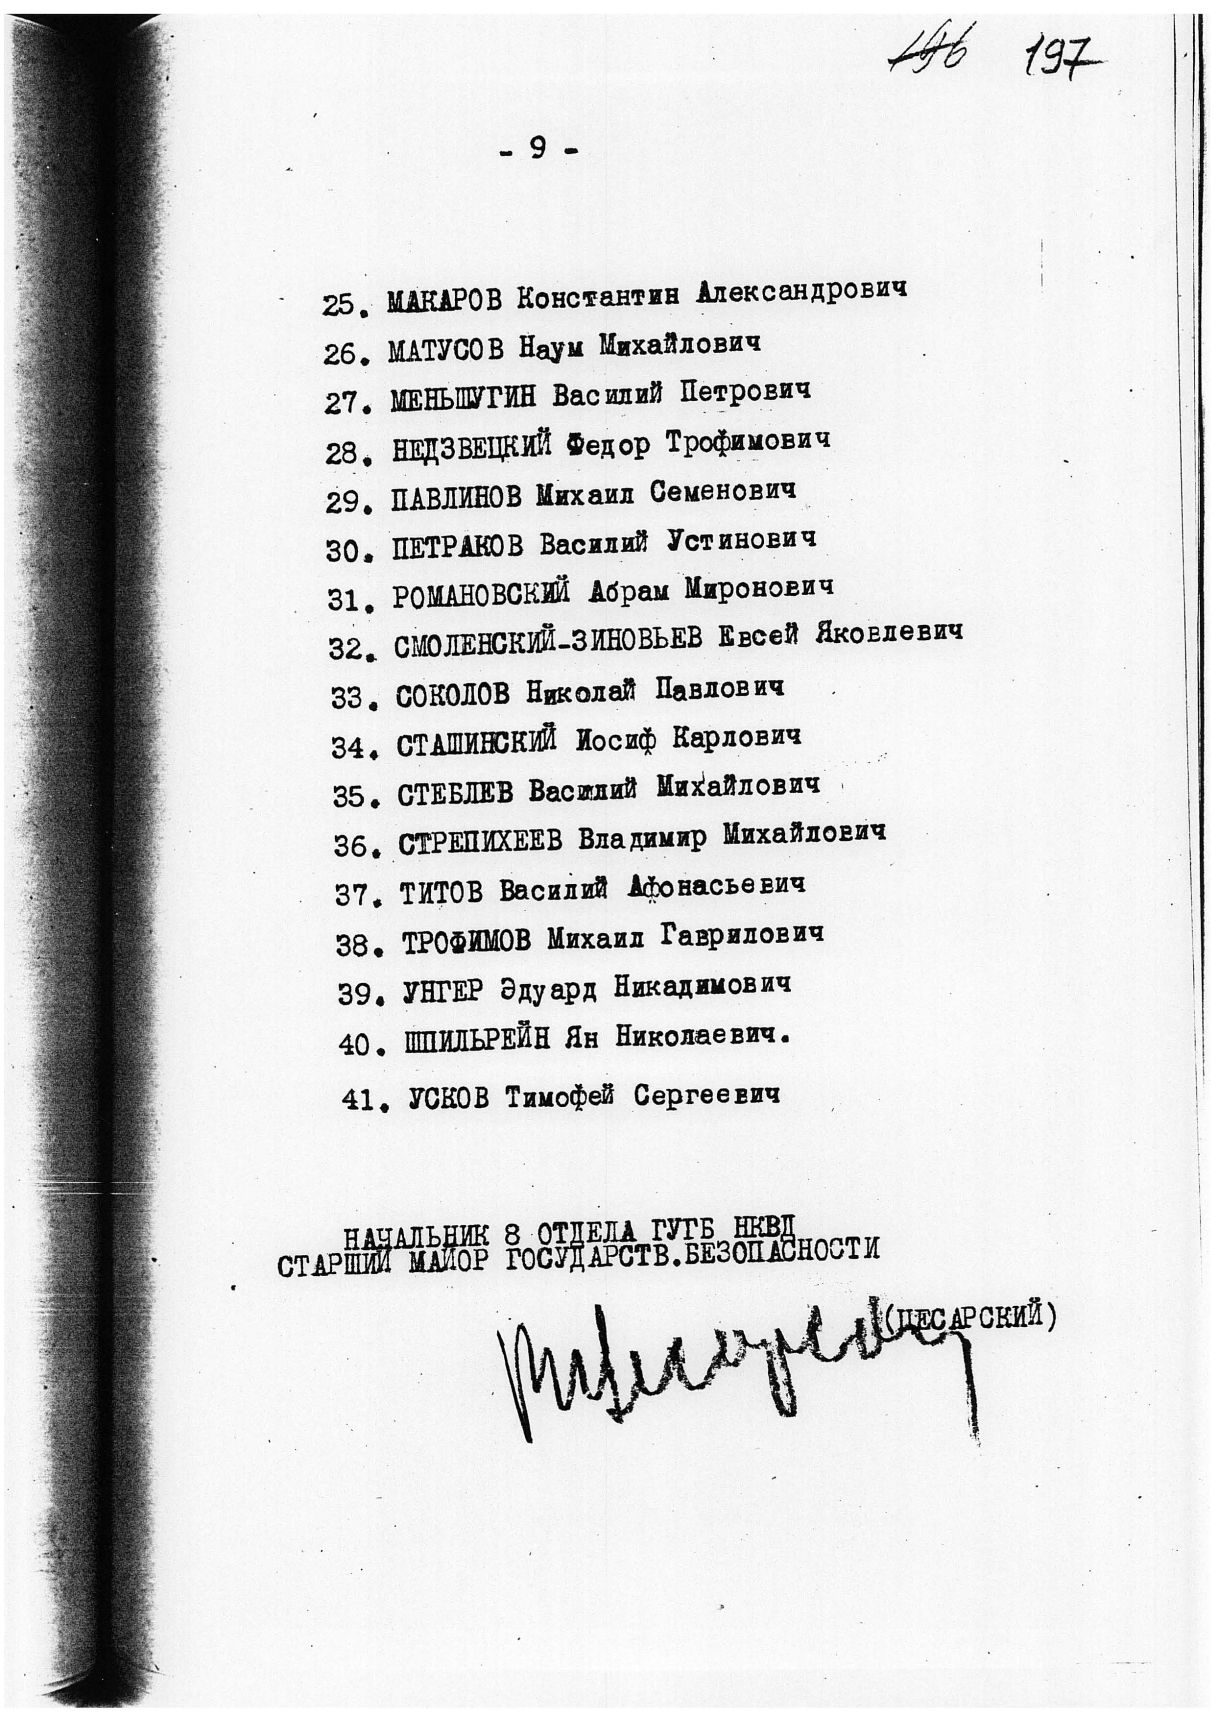 196 197
- 9 -
25. МАКАРОВ Константин Александрович
26. МАТУСОВ Наум Михайлович
27. МЕНЬШУГИН Василий Петрович
28. НЕДЗВЕЦКИЙ Федор Трофимович
29. ПАВЛИНОВ Михаил Семенович
30. ПЕТРАКОВ Василий Устинович
31. РОМАНОВСКИЙ Абрам Миронович
32. СМОЛЕНСКИЙ-ЗИНОВЬЕВ Евсей Яковлевич
33. СОКОЛОВ Николай Павлович
34. СТАШИНСКИЙ Иосиф Карлович
35. СТЕБЛЕВ Василий Михайлович
36. СТРЕПИХЕЕВ Владимир Михайлович
37. ТИТОВ Василий Афонасьевич
38. ТРОФИМОВ Михаил Гаврилович
39. УНГЕР Эдуард Никадимович
40. ШПИЛЬРЕЙН Ян Николаевич.
41. УСКОВ Тимофей Сергеевич
НАЧАЛЬНИК 8 ОТДЕЛА ГУГБ НКВД
СТАРШИЙ МАЙОР ГОСУДАРСТВ.БЕЗОПАСНОСТИ
(ЦЕСАРСКИЙ)